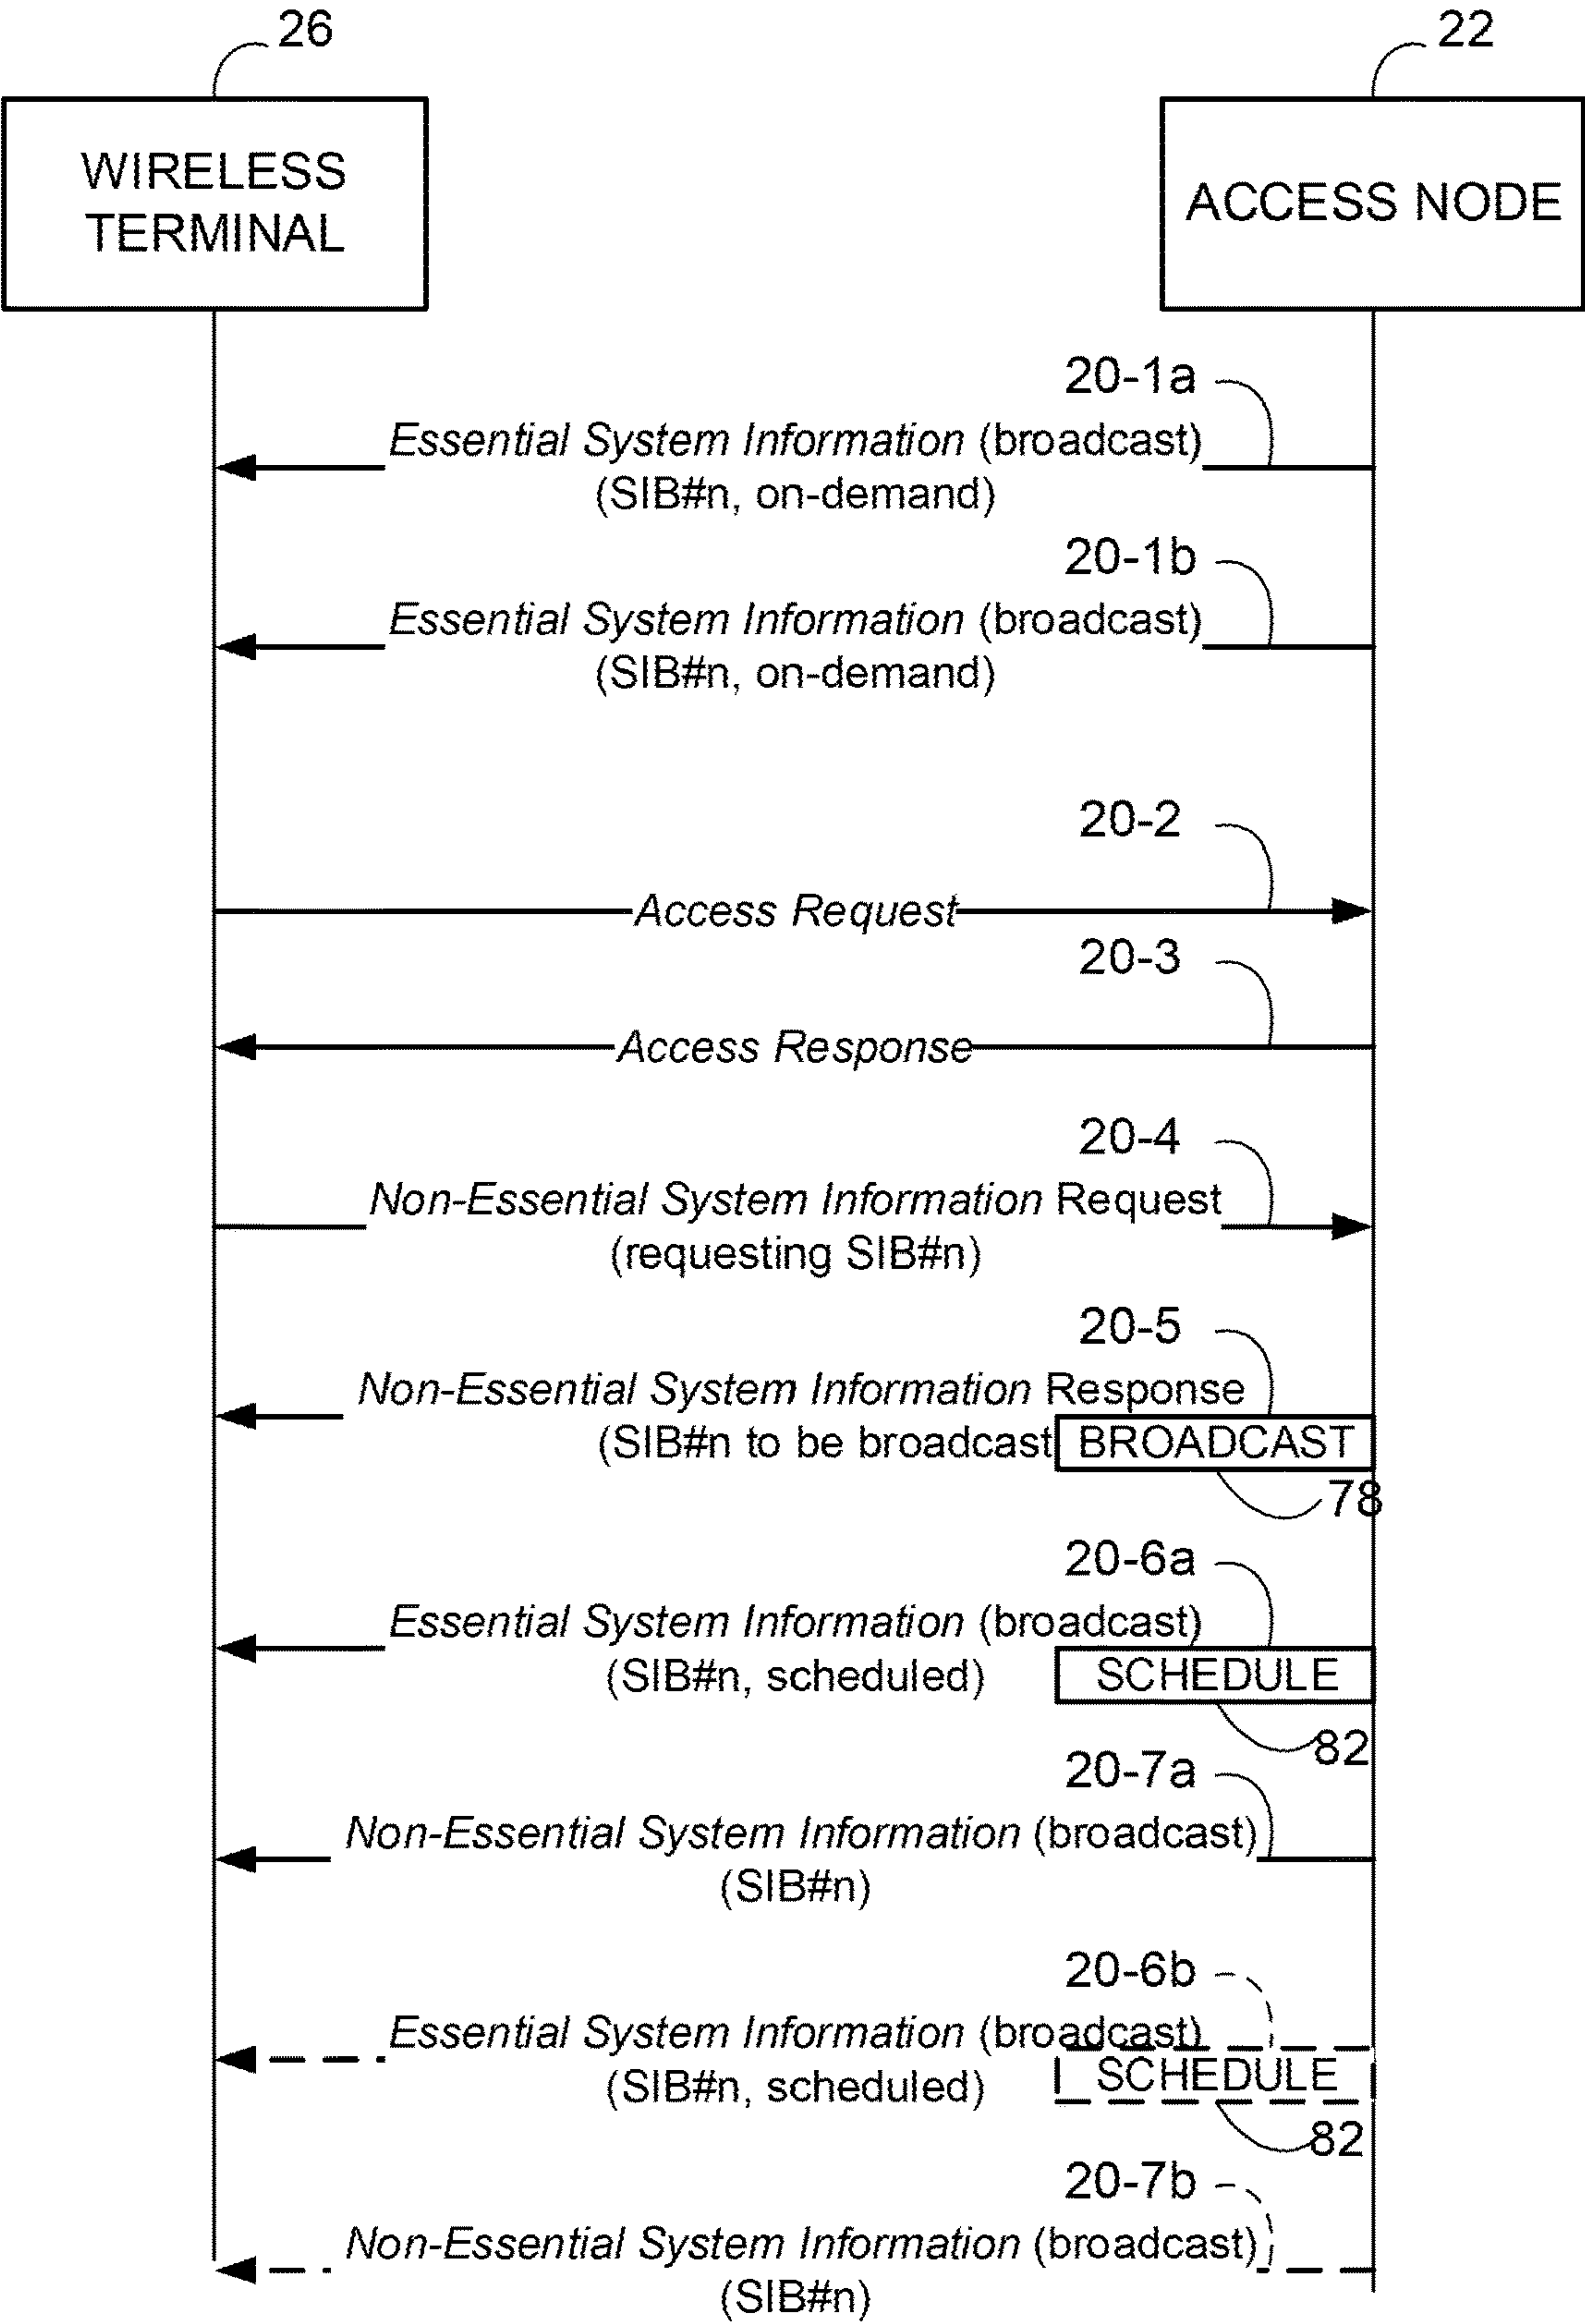 26
22
WIRELESS
TERMINAL
ACCESS NODE
20-1a
Essential System Information (broadcast)
(SIB#n, on-demand)
20-1b
Essential System Information (broadcast)
(SIB#n, on-demand)
20-2
Access Request
20-3
Access Response
20-4
Non-Essential System Information Request
(requesting SIB#n)
20-5
Non-Essential System Information Response
(SIB#n to be broadcast
BROADCAST
78
20-6a
Essential System Information (broadcast)
(SIB#n, scheduled)
SCHEDULE
82
20-7a
Non-Essential System Information (broadcast)
(SIB#n)
20-6b
Essential System Information (broadcast)
(SIB#n, scheduled)
SCHEDULE
82
20-7b
Non-Essential System Information (broadcast)
(SIB#n)